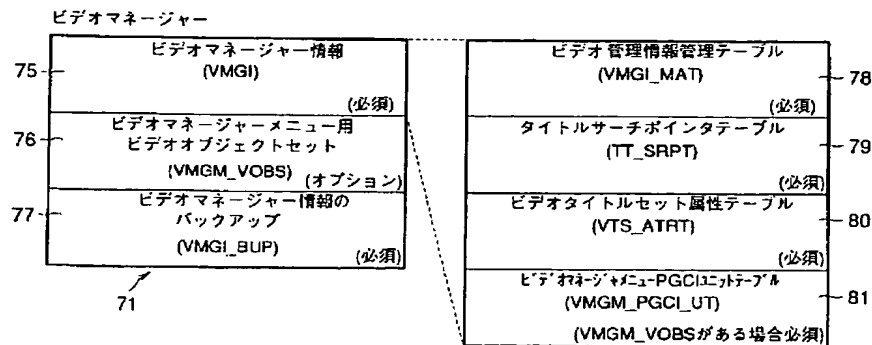 ビデオマネージャー
75
ビデオマネージャー情報
(VMGI)
(必須)
76
ビデオマネージャーメニュー用
ビデオオブジェクトセット
(VMGM_VOBS)
(オプション)
77
ビデオマネージャー情報の
バックアップ
(VMGI_BUP)
(必須)
71
ビデオ管理情報管理テーブル
(VMGI_MAT)
(必須)
78
タイトルサーチポインタテーブル
(TT_SRPT)
(必須)
79
ビデオタイトルセット属性テーブル
(VTS_ATRT)
(必須)
80
ビデオマネージャメニューPGCIユニットテーブル
(VMGM_PGCI_UT)
(VMGM_VOBSがある場合必須)
81